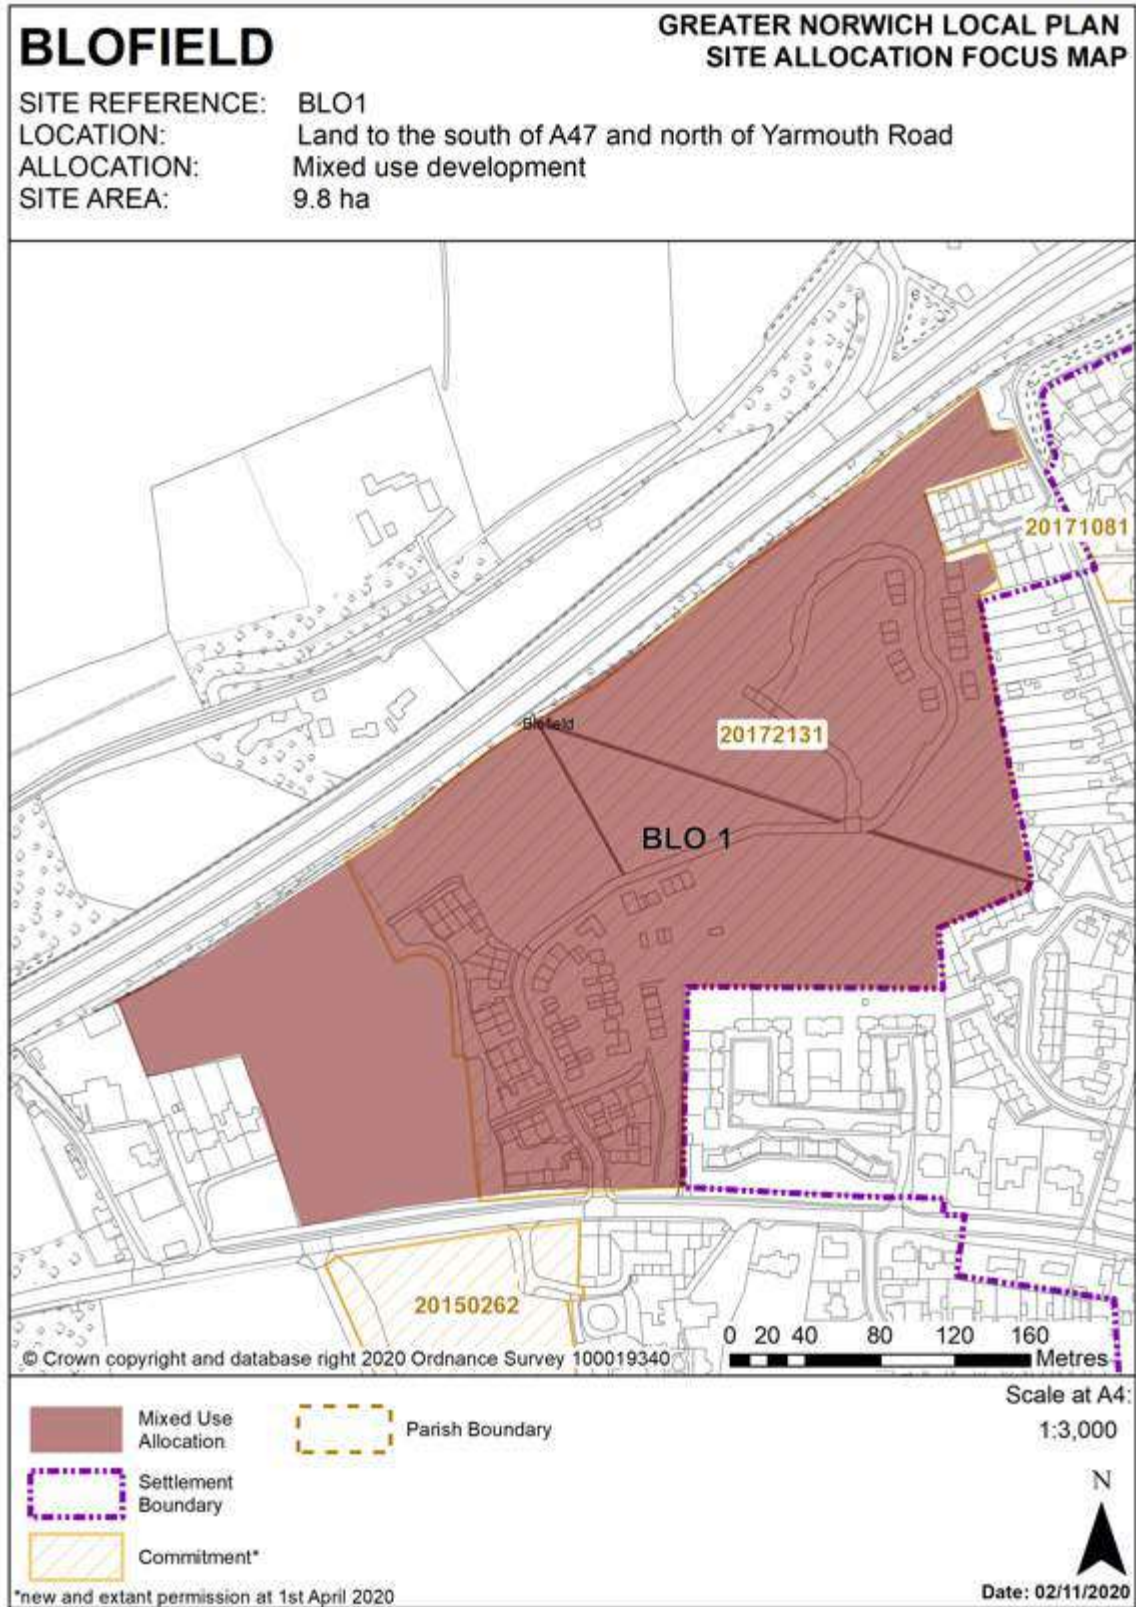 BLOFIELD
GREATER NORWICH LOCAL PLAN
SITE ALLOCATION FOCUS MAP
SITE REFERENCE: BLO1
LOCATION: Land to the south of A47 and north of Yarmouth Road
ALLOCATION: Mixed use development
SITE AREA: 9.8 ha
20171081
Blofield
20172131
BLO 1
20150262
0 20 40 80 120 160
Metres
© Crown copyright and database right 2020 Ordnance Survey 100019340
Mixed Use
Allocation
Parish Boundary
Settlement
Boundary
Commitment*
*new and extant permission at 1st April 2020
Scale at A4:
1:3,000
N
Date: 02/11/2020